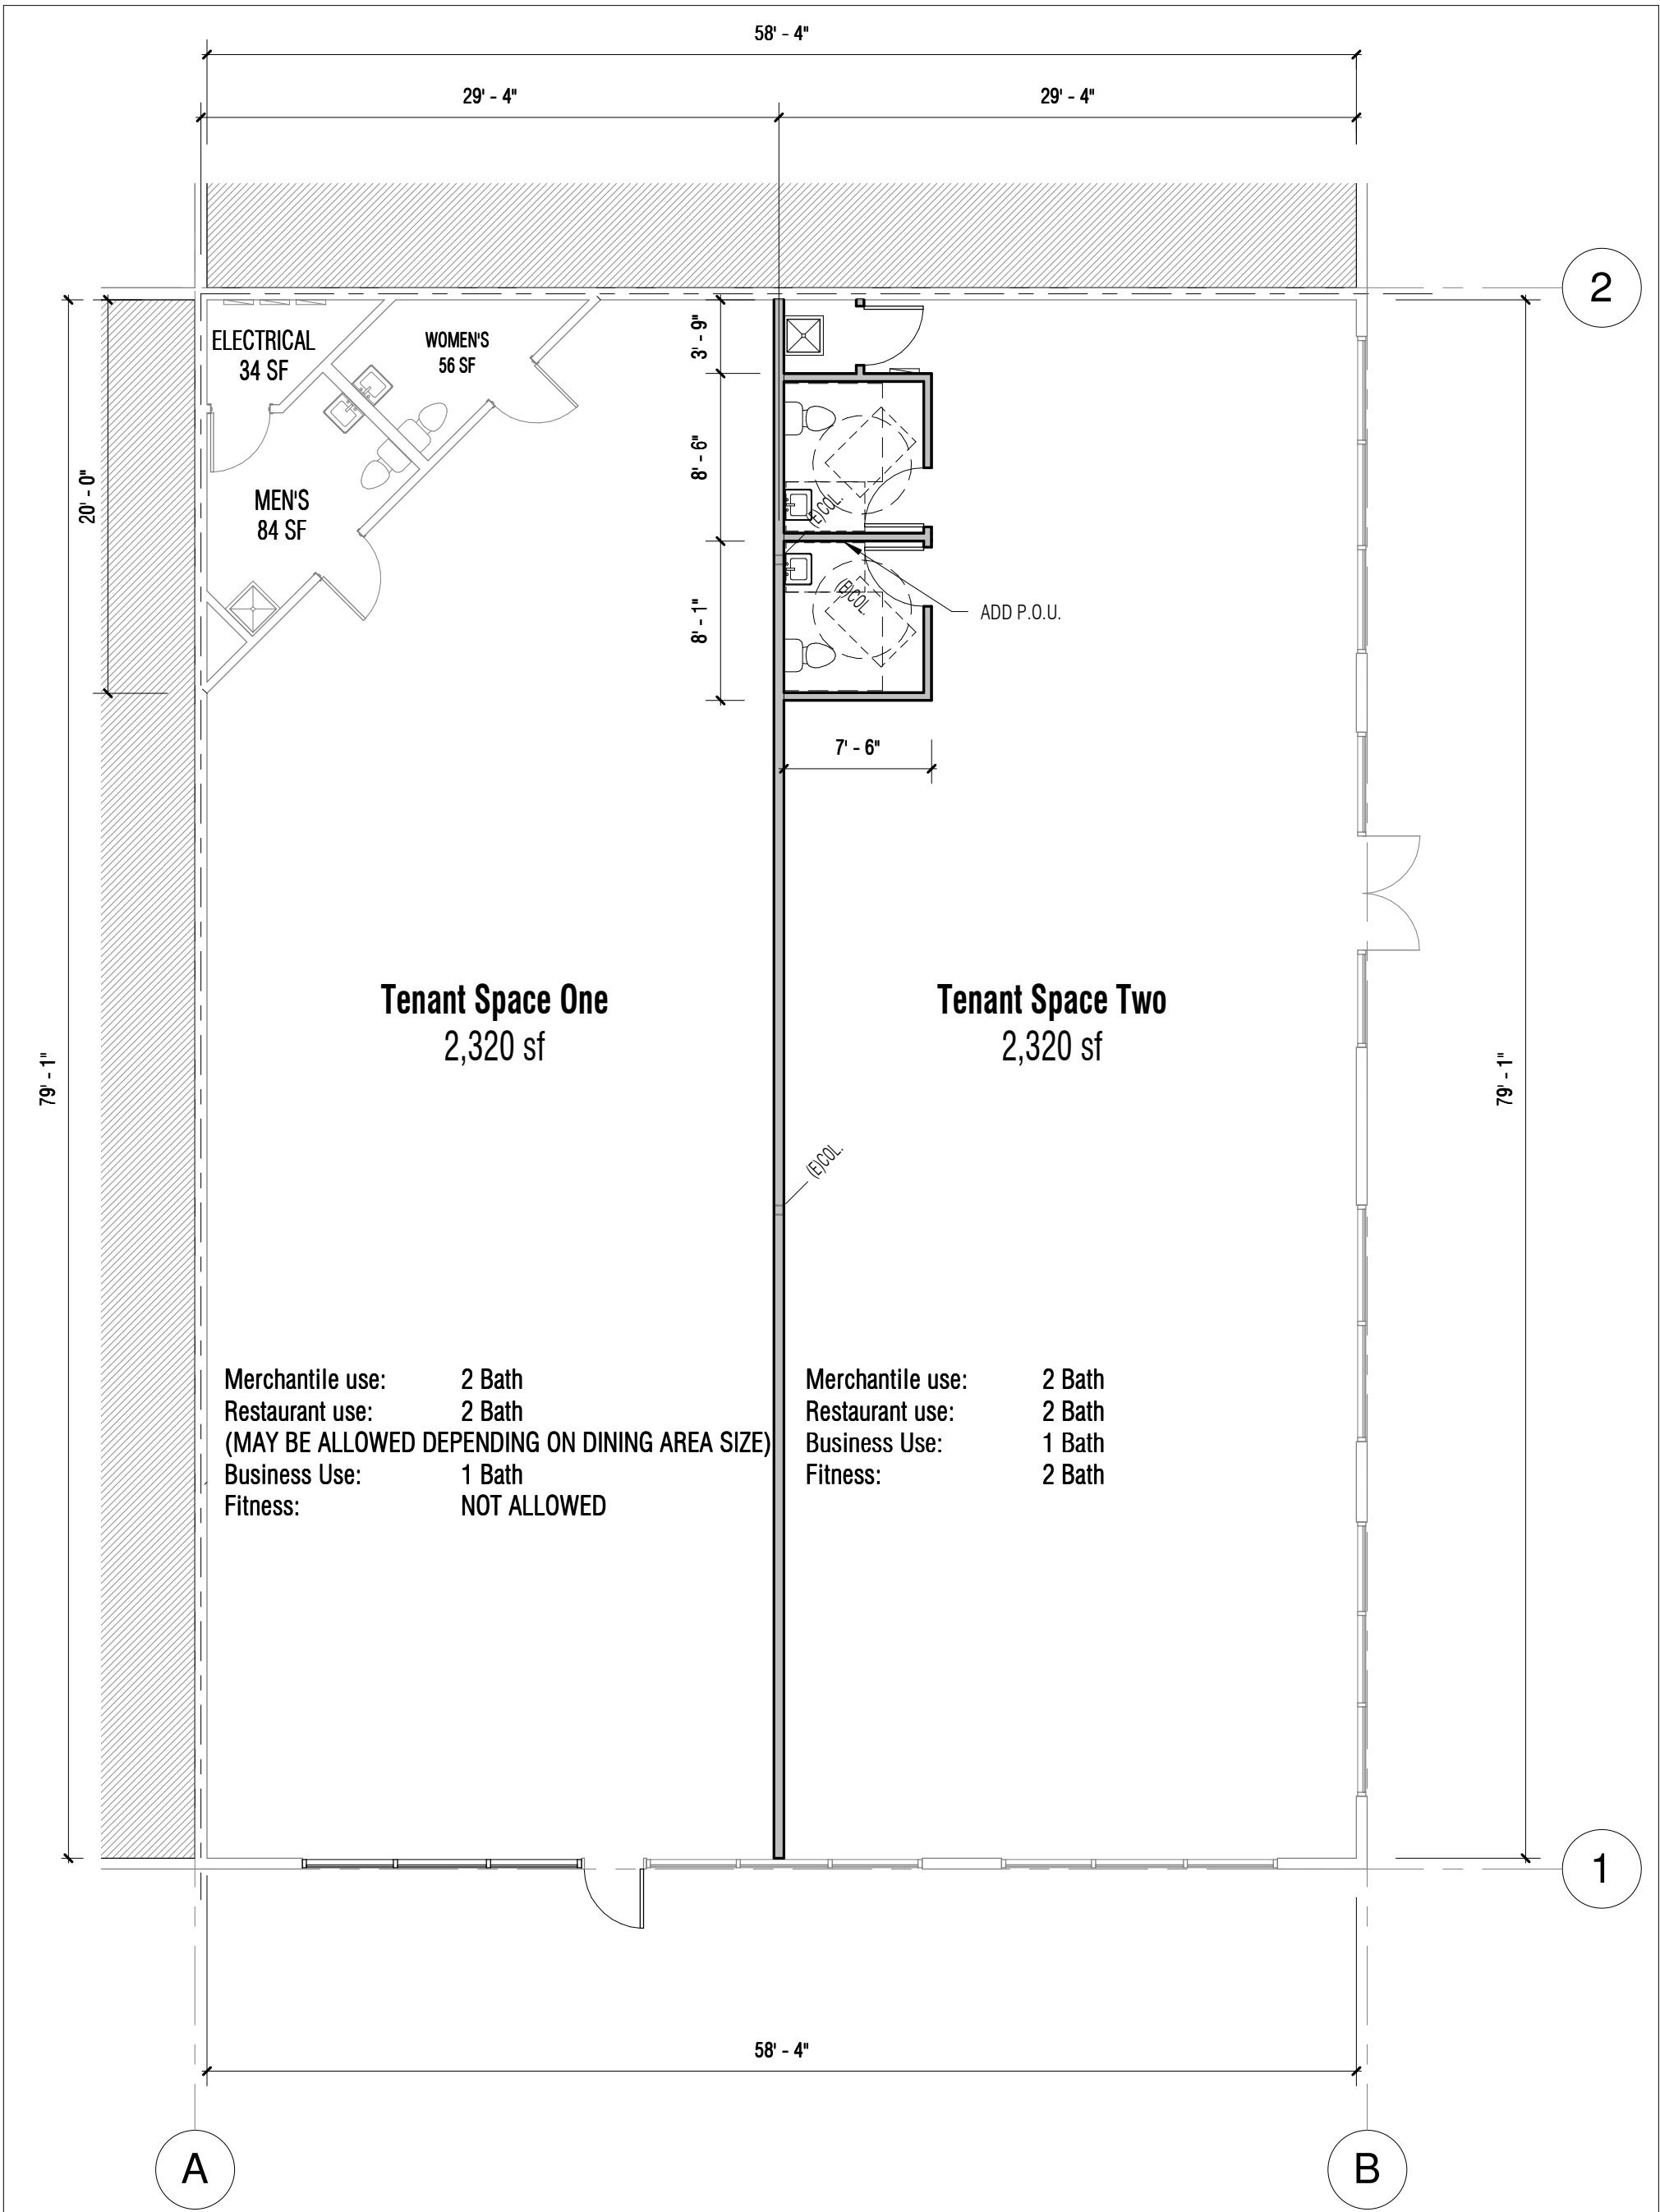 58' - 4"
29' - 4"
29' - 4"
2
ELECTRICAL
34 SF
WOMEN'S
56 SF
3' - 9"
20' - 0"
MEN'S
84 SF
8' - 6"
(E)COL.
(E)COL.
8' - 1"
ADD P.O.U.
7' - 6"
Tenant Space One
2,320 sf
Tenant Space Two
2,320 sf
79' - 1"
79' - 1"
(E)COL.
Merchantile use: 2 Bath
Restaurant use: 2 Bath
(MAY BE ALLOWED DEPENDING ON DINING AREA SIZE)
Business Use: 1 Bath
Fitness: NOT ALLOWED
Merchantile use: 2 Bath
Restaurant use: 2 Bath
Business Use: 1 Bath
Fitness: 2 Bath
1
58' - 4"
A
B